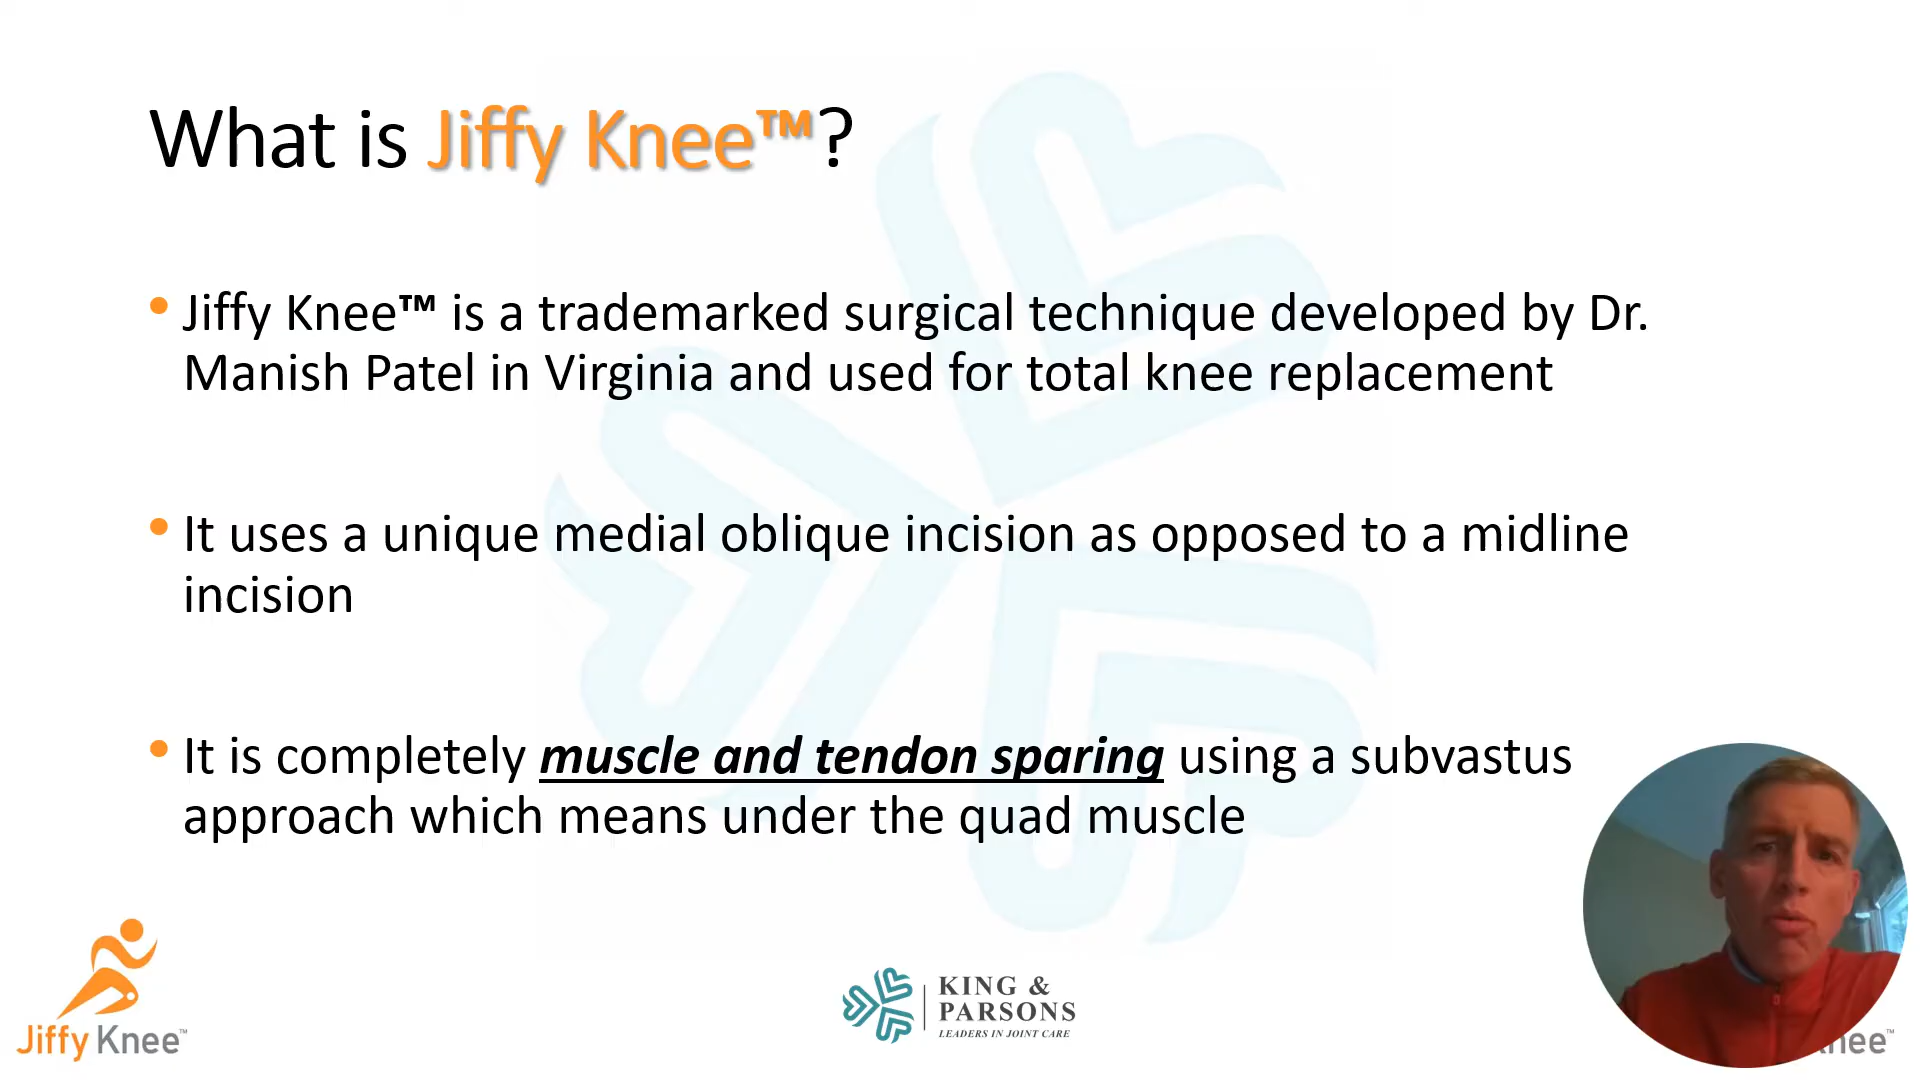 What is Jiffy Knee™?
• Jiffy Knee™ is a trademarked surgical technique developed by Dr.
Manish Patel in Virginia and used for total knee replacement
• It uses a unique medial oblique incision as opposed to a midline
incision
• It is completely muscle and tendon sparing using a subvastus
approach which means under the quad muscle
Jiffy Knee™
KING &
PARSONS
LEADERS IN JOINT CARE